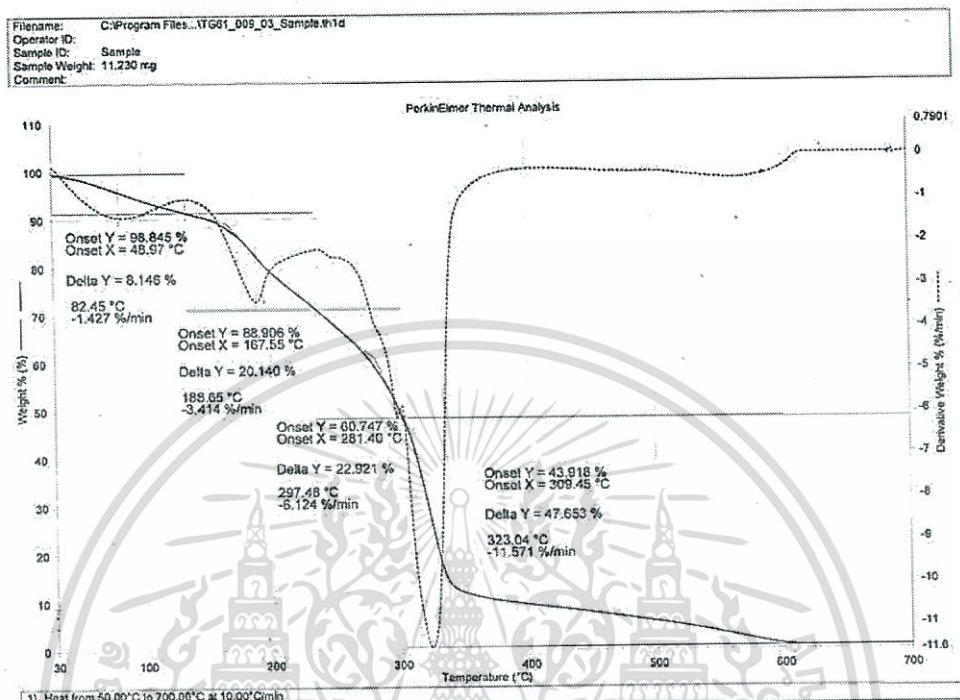 Filename: C:\Program Files...\TG61_009_03_Sample.th1d
Operator ID:
Sample ID: Sample
Sample Weight: 11.230 mg
Comment:
PerkinElmer Thermal Analysis
110
100
90
80
70
60
50
40
30
20
10
0
Weight % (%)
Onset Y = 98.845 %
Onset X = 48.97 °C
Delta Y = 8.146 %
82.45 °C
-1.427 %/min
Onset Y = 88.906 %
Onset X = 167.55 °C
Delta Y = 20.140 %
188.65 °C
-3.414 %/min
Onset Y = 60.747 %
Onset X = 281.40 °C
Delta Y = 22.921 %
297.48 °C
-6.124 %/min
Onset Y = 43.918 %
Onset X = 309.45 °C
Delta Y = 47.653 %
323.04 °C
-11.571 %/min
0.7901
0
-1
-2
-3
-4
-5
-6
-7
-8
-9
-10
-11
-11.6
Derivative Weight % (%/min)
30 100 200 300 400 500 600 700
Temperature (°C)
1) Heat from 50.00°C to 700.00°C at 10.00°C/min